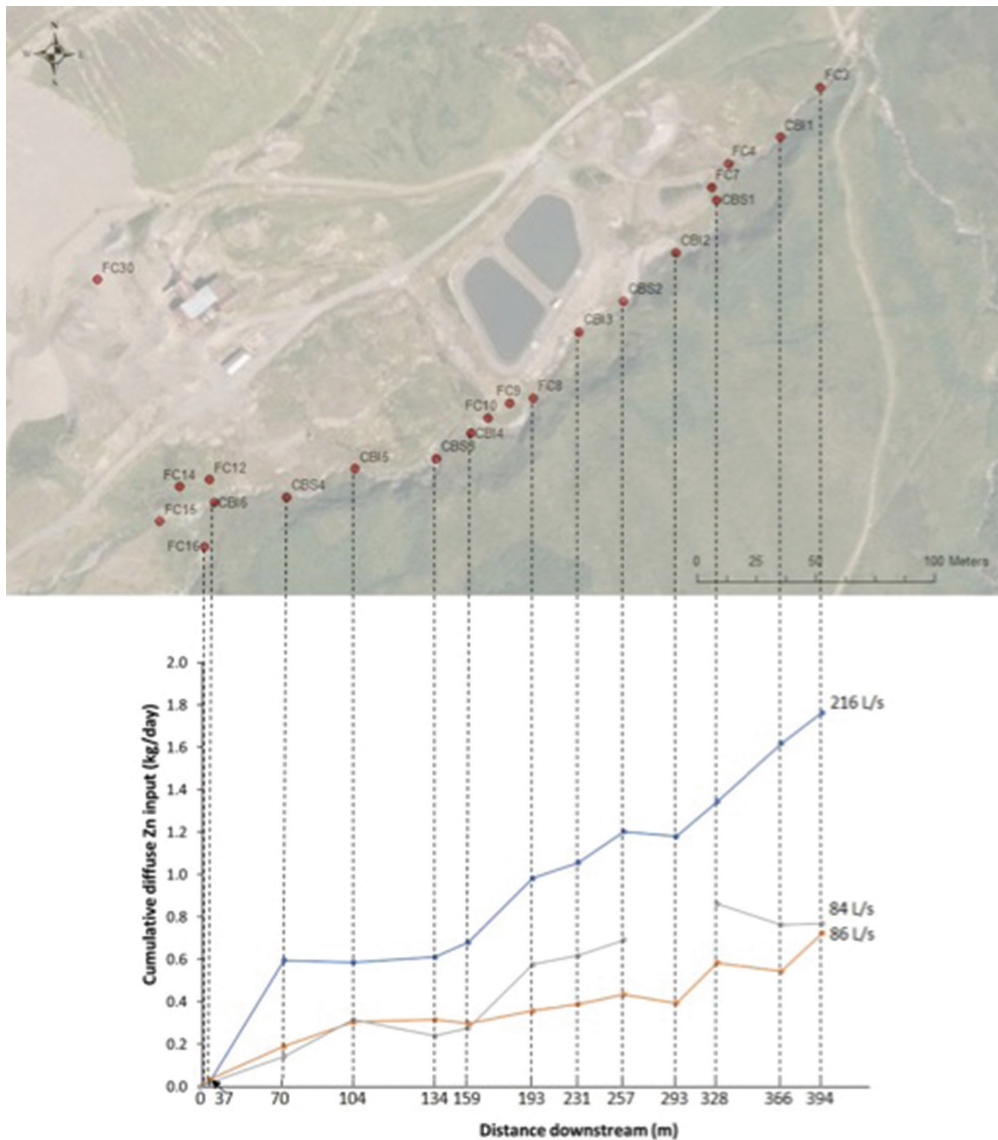 N
W E
S
FC3
CBI1
FC4
FC7
CBS1
CBI2
FC30
CBS2
CBI3
FC9 FC8
FC10
CBI4
CBI5
FC12
FC14
CBS4
CBI6
FC15
FC16
0 25 50 100 Meters
2.0
1.8
216 L/s
1.6
1.4
1.2
1.0
0.8
84 L/s
86 L/s
0.6
0.4
0.2
0.0
Cumulative diffuse Zn input (kg/day)
0 37 70 104 134 159 193 231 257 293 328 366 394
Distance downstream (m)